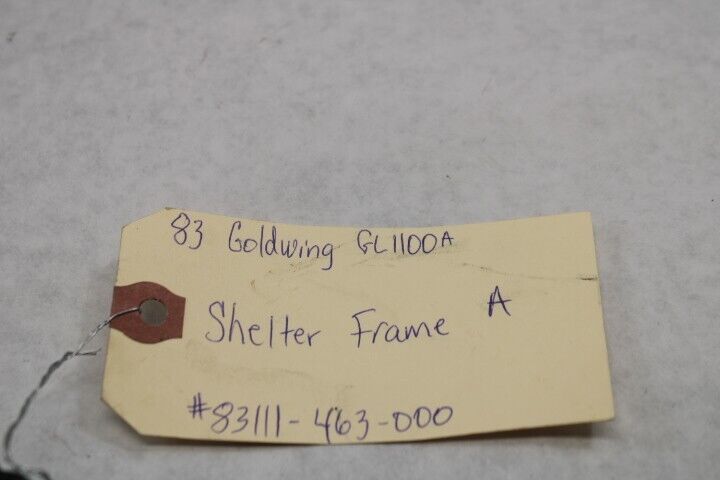 83 Goldwing GL1100A
Shelter Frame A
#83111-463-000